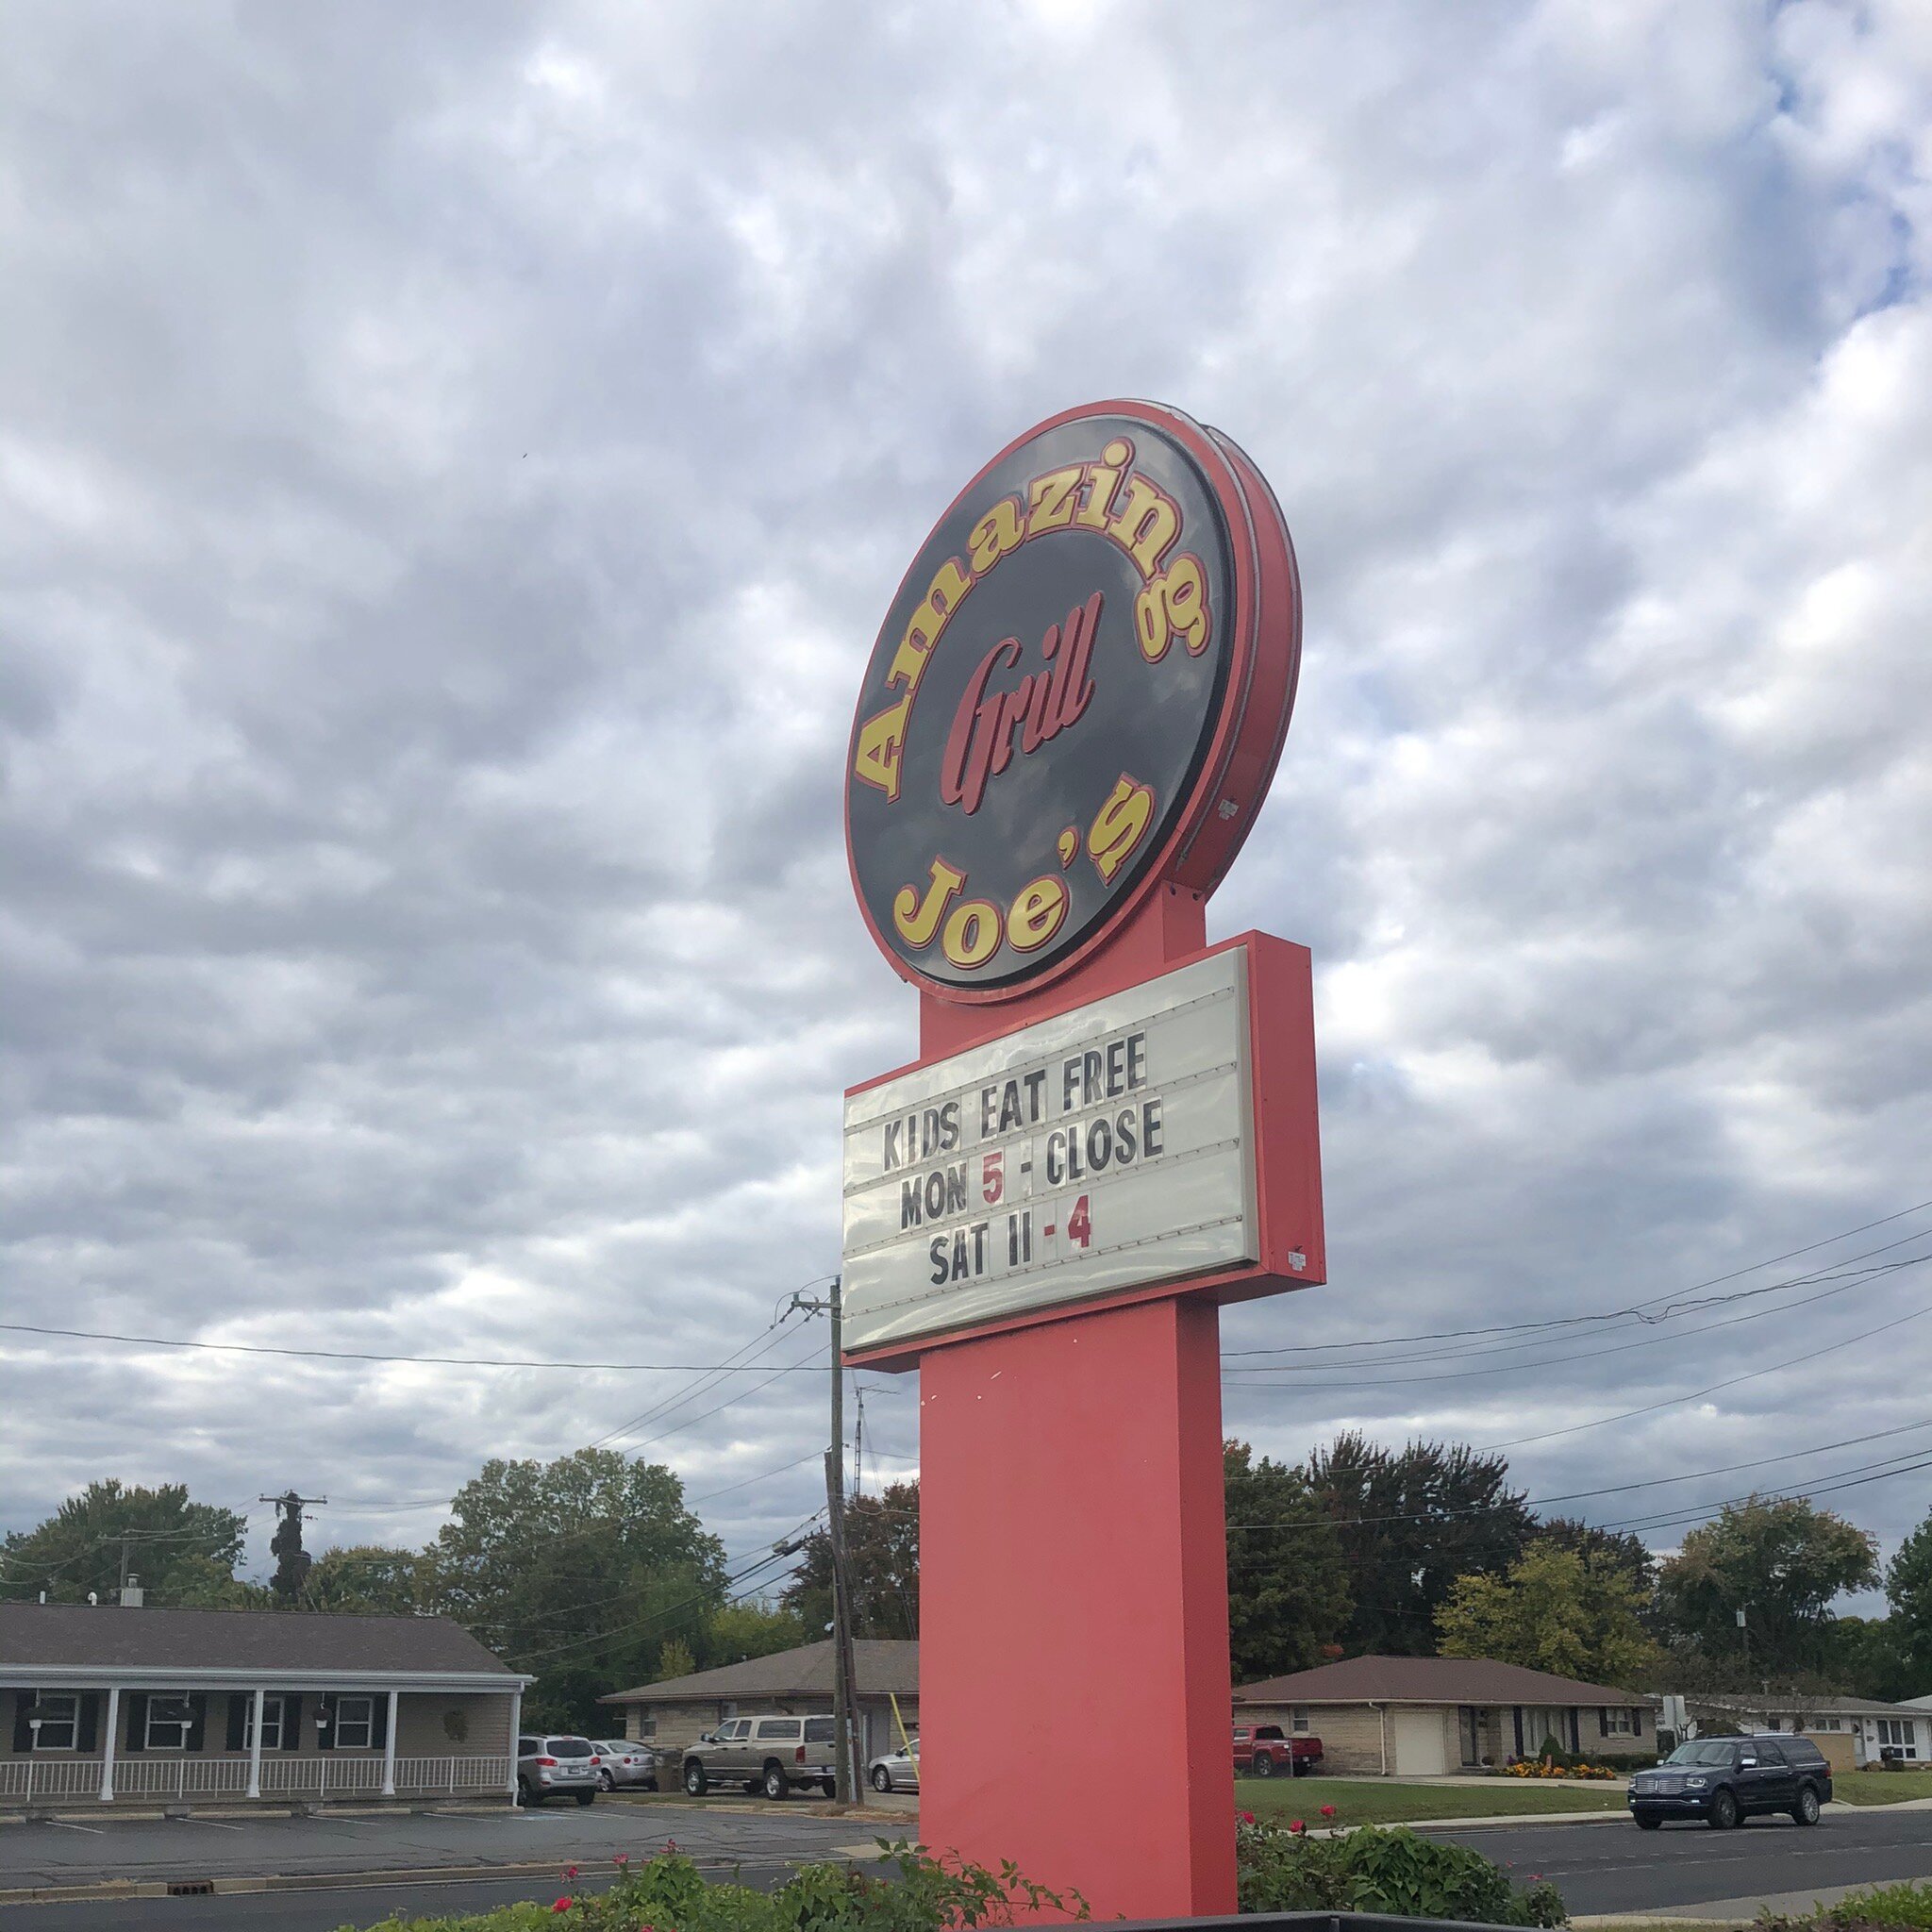 Amazing
Grill
Joe's
KIDS EAT FREE
MON 5 - CLOSE
SAT 11 - 4